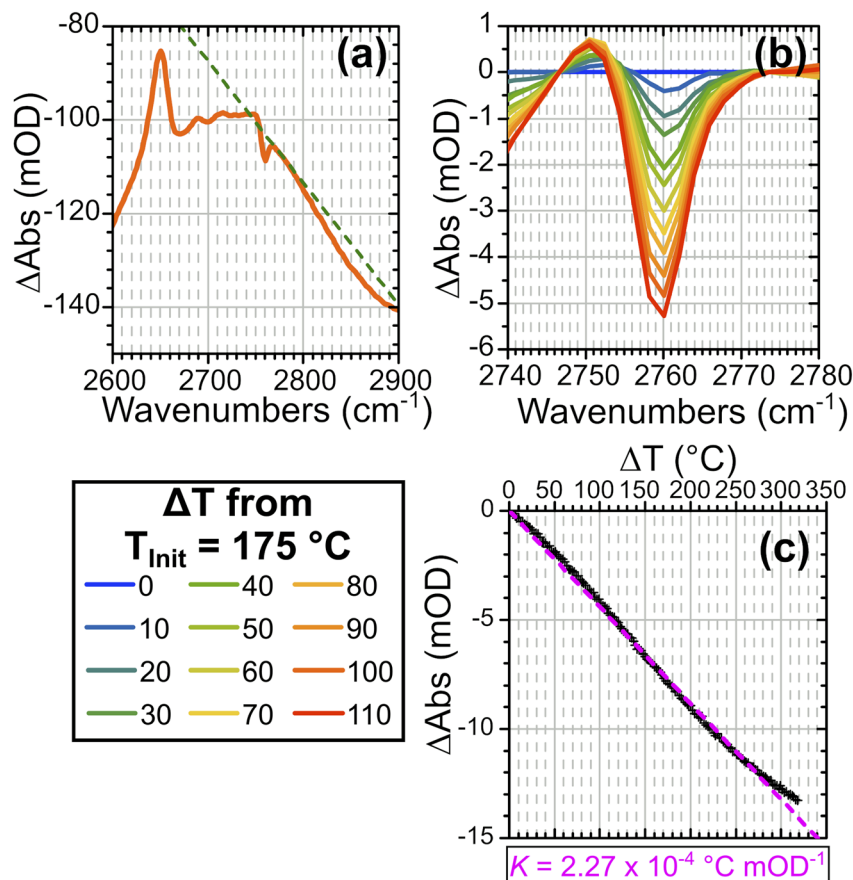 (a)
-80
-100
-120
-140
ΔAbs (mOD)
2600 2700 2800 2900
Wavenumbers (cm-1)
(b)
1
0
-1
-2
-3
-4
-5
-6
ΔAbs (mOD)
2740 2750 2760 2770 2780
Wavenumbers (cm-1)
ΔT from
TInit = 175 °C
0 40 80
10 50 90
20 60 100
30 70 110
ΔT (°C)
0 50 100 150 200 250 300 350
(c)
0
-5
-10
-15
ΔAbs (mOD)
K = 2.27 x 10-4 °C mOD-1